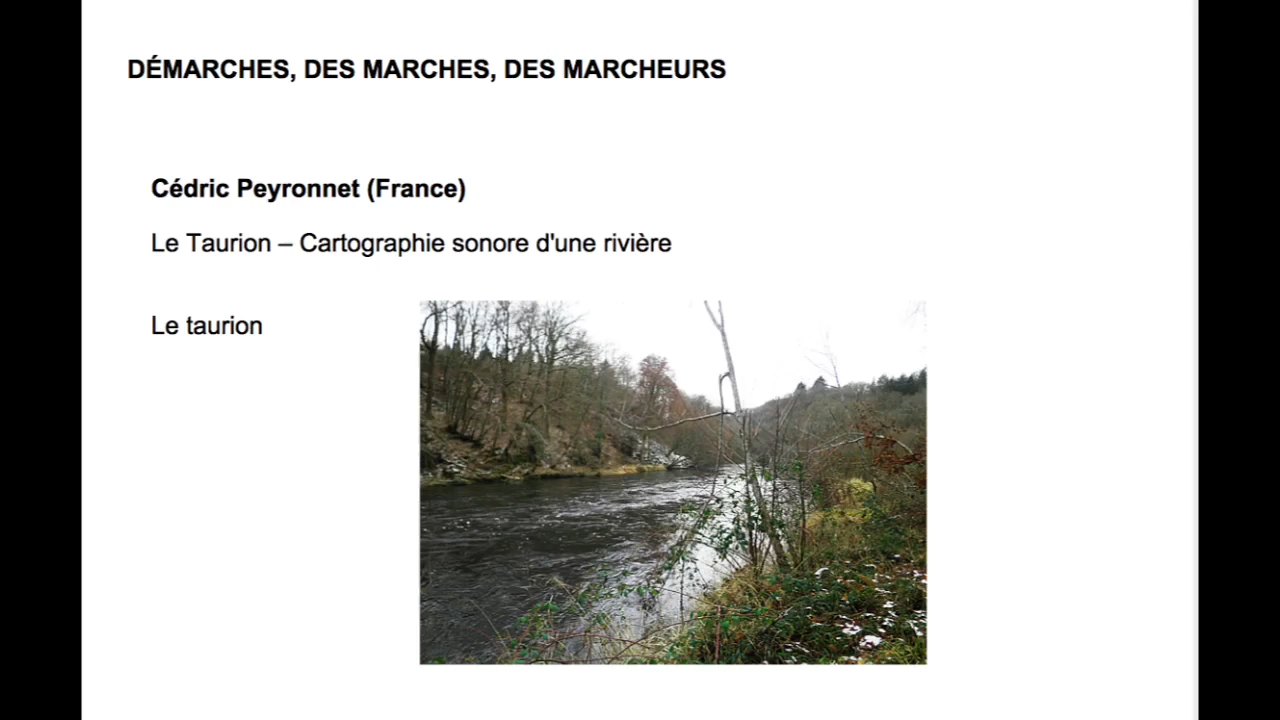 DÉMARCHES, DES MARCHES, DES MARCHEURS
Cédric Peyronnet (France)
Le Taurion – Cartographie sonore d'une rivière
Le taurion